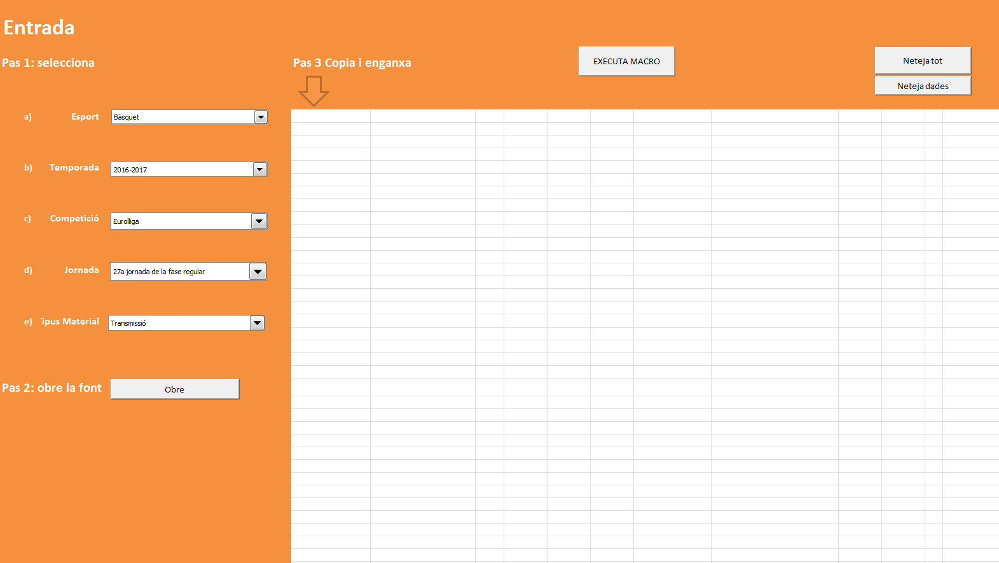 Entrada
Pas 1: selecciona
Pas 3 Copia i enganxa
EXECUTA MACRO
Neteja tot
Neteja dades
a) Esport Bàsquet
b) Temporada 2016-2017
c) Competició Eurolliga
d) Jornada 27a jornada de la fase regular
e) ïpus Material Transmissió
Pas 2: obre la font Obre